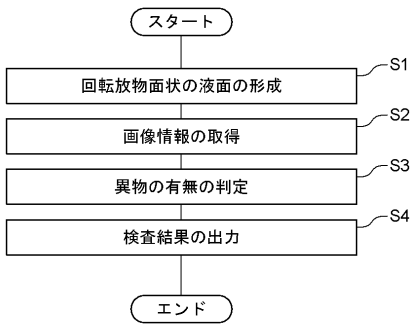 スタート
S1
回転放物面状の液面の形成
S2
画像情報の取得
S3
異物の有無の判定
S4
検査結果の出力
エンド